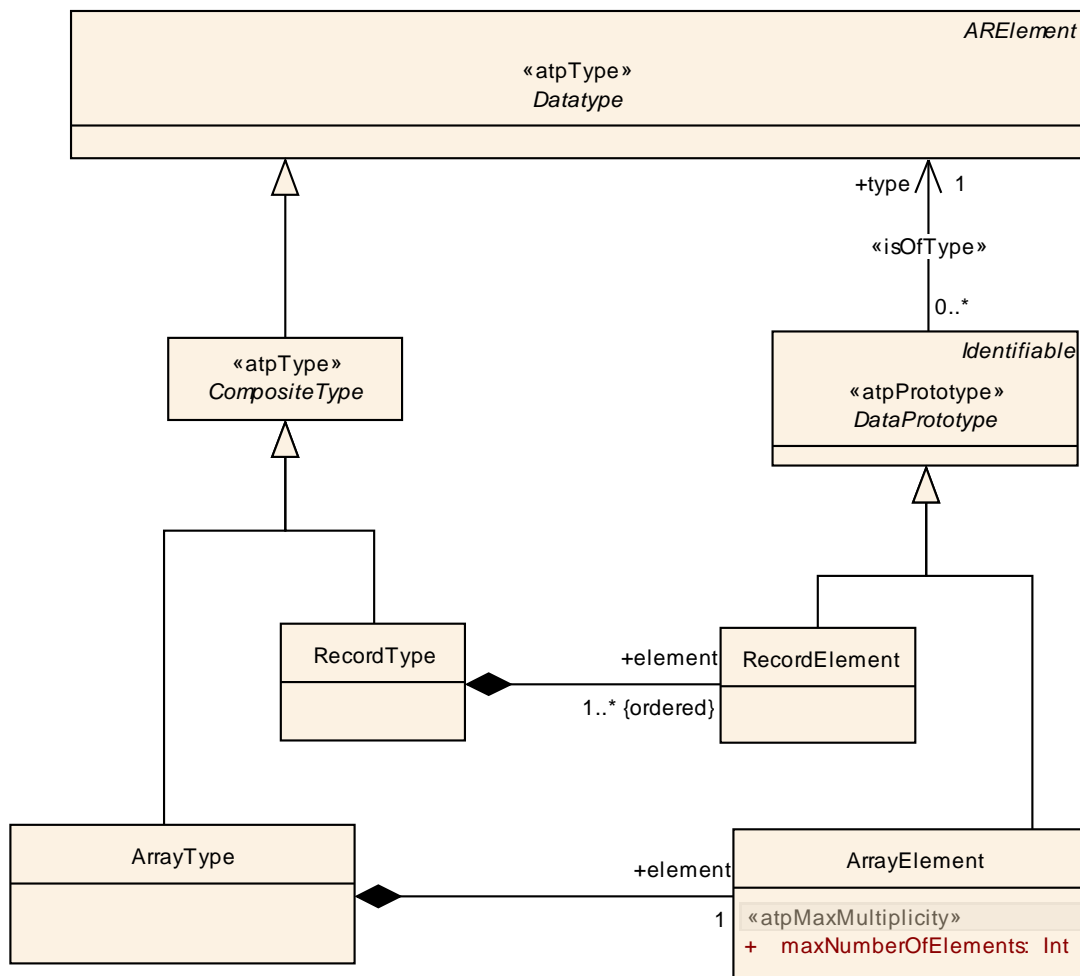 ARElement
«atpType»
Datatype
+type 1
«isOfType»
0..*
«atpType»
CompositeType
Identifiable
«atpPrototype»
DataPrototype
RecordType
+element
1..* {ordered}
RecordElement
ArrayType
+element
1
ArrayElement
«atpMaxMultiplicity»
+ maxNumberOfElements: Int